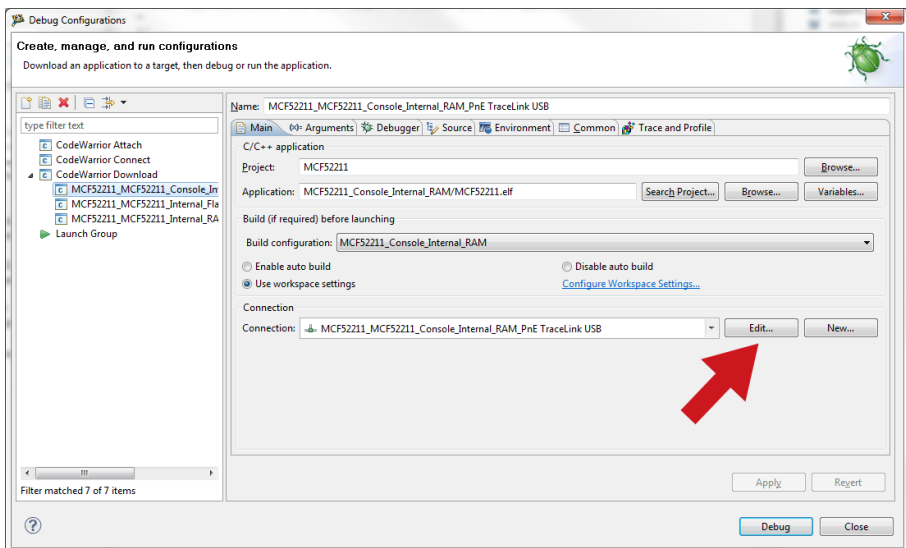 Debug Configurations
Create, manage, and run configurations
Download an application to a target, then debug or run the application.
type filter text
CodeWarrior Attach
CodeWarrior Connect
CodeWarrior Download
MCF52211_MCF52211_Console_In
MCF52211_MCF52211_Internal_Fla
MCF52211_MCF52211_Internal_RA
Launch Group
Filter matched 7 of 7 items
Name: MCF52211_MCF52211_Console_Internal_RAM_PnE TraceLink USB
Main (x)= Arguments Debugger Source Environment Common Trace and Profile
C/C++ application
Project: MCF52211 Browse...
Application: MCF52211_Console_Internal_RAM/MCF52211.elf Search Project... Browse... Variables...
Build (if required) before launching
Build configuration: MCF52211_Console_Internal_RAM
Enable auto build Disable auto build
Use workspace settings Configure Workspace Settings...
Connection
Connection: MCF52211_MCF52211_Console_Internal_RAM_PnE TraceLink USB Edit... New...
Apply Revert
? Debug Close